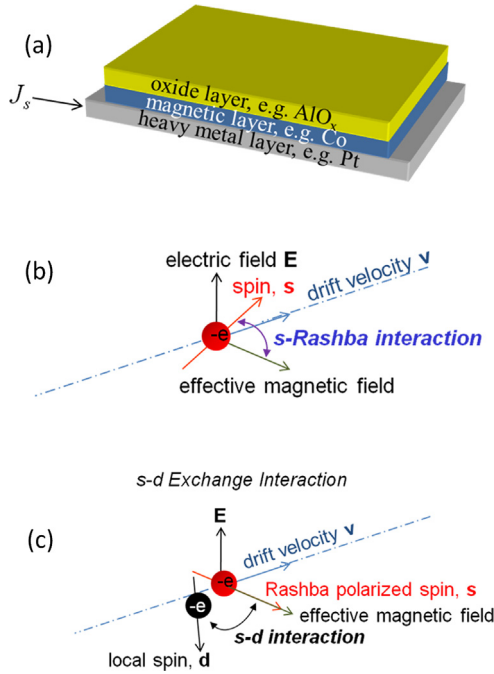 (a)
oxide layer, e.g. AlOx
magnetic layer, e.g. Co
Js
heavy metal layer, e.g. Pt
(b)
electric field E
spin, s
drift velocity v
-e
s-Rashba interaction
effective magnetic field
s-d Exchange Interaction
(c)
E
drift velocity v
-e
Rashba polarized spin, s
-e
effective magnetic field
s-d interaction
local spin, d